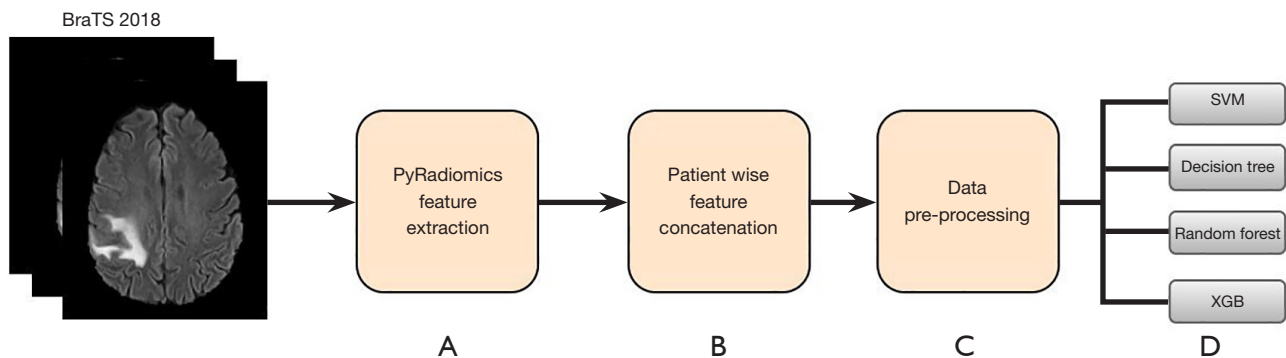 BraTS 2018
PyRadiomics
feature
extraction
Patient wise
feature
concatenation
Data
pre-processing
SVM
Decision tree
Random forest
XGB
A
B
C
D